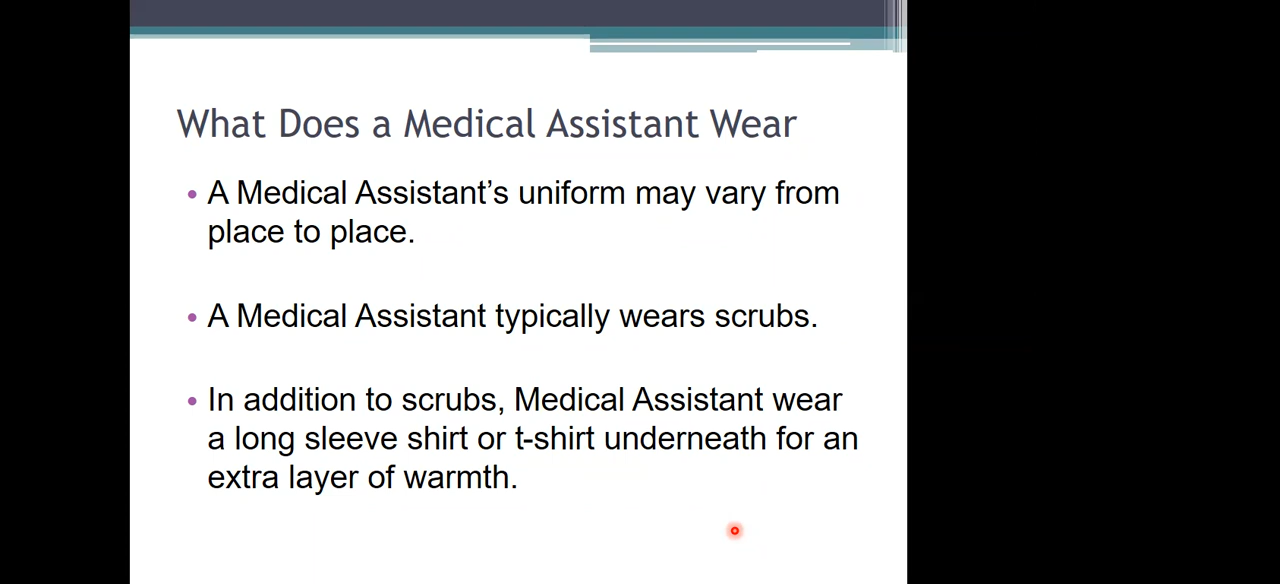 What Does a Medical Assistant Wear
• A Medical Assistant’s uniform may vary from
place to place.
• A Medical Assistant typically wears scrubs.
• In addition to scrubs, Medical Assistant wear
a long sleeve shirt or t-shirt underneath for an
extra layer of warmth.